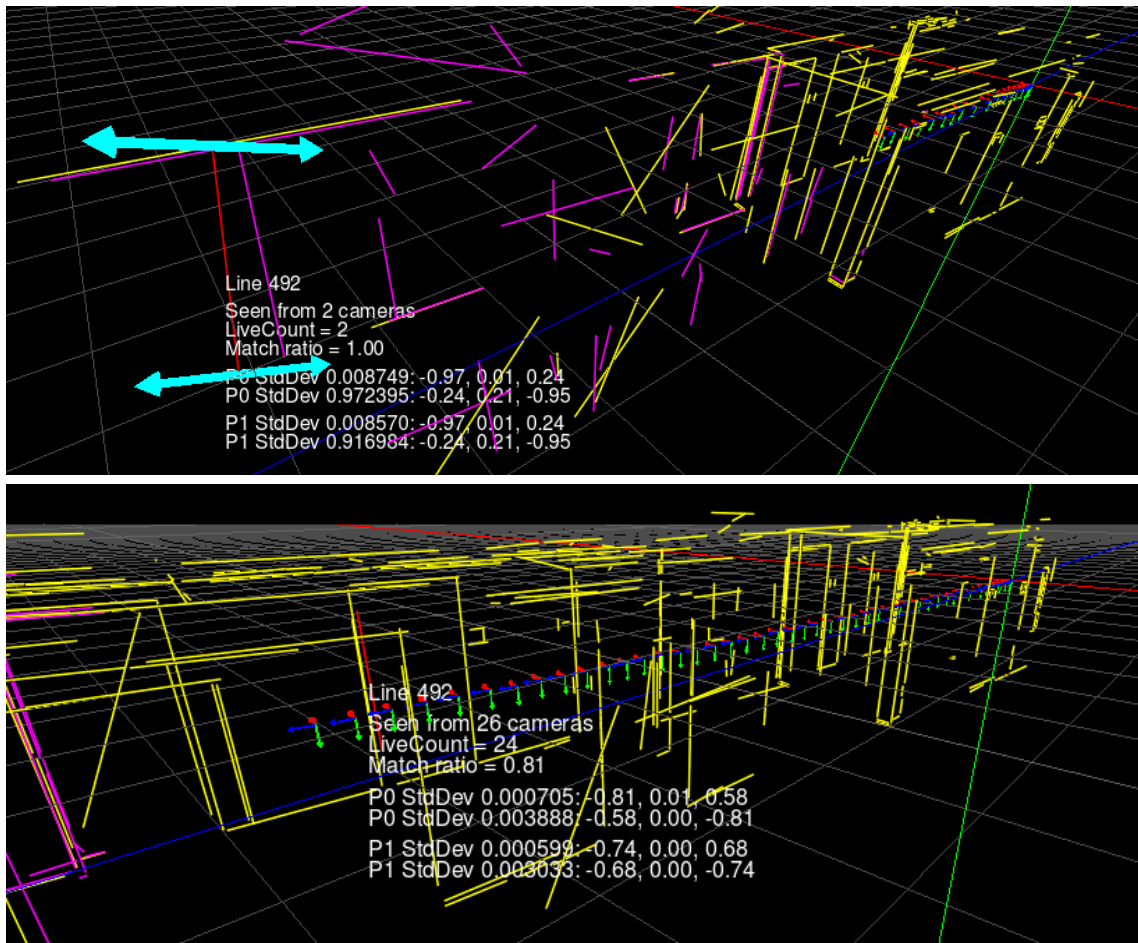 Line 492
Seen from 2 cameras
LiveCount = 2
Match ratio = 1.00
P0 StdDev 0.008749: -0.97, 0.01, 0.24
P0 StdDev 0.972395: -0.24, 0.21, -0.95
P1 StdDev 0.008570: -0.97, 0.01, 0.24
P1 StdDev 0.916984: -0.24, 0.21, -0.95
Line 492
Seen from 26 cameras
LiveCount = 24
Match ratio = 0.81
P0 StdDev 0.000705: -0.81, 0.01, 0.58
P0 StdDev 0.003888: -0.58, 0.00, -0.81
P1 StdDev 0.000599: -0.74, 0.00, 0.68
P1 StdDev 0.003033: -0.68, 0.00, -0.74